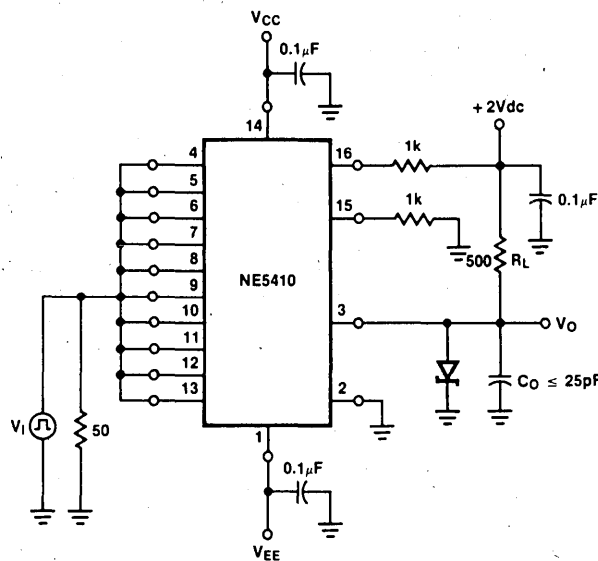 VCC
0.1μF
+2Vdc
14
4
16
1k
5
0.1μF
6
15
1k
7
8
500 RL
NE5410
9
10
3
VO
11
12
CO ≤ 25pF
13
2
VI
50
1
0.1μF
VEE